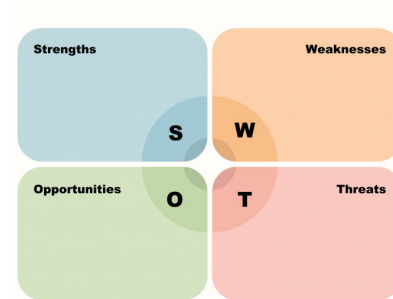 Strengths
Weaknesses
S
W
Opportunities
Threats
O
T